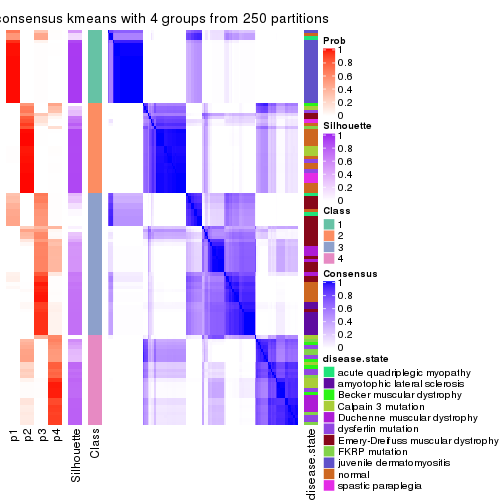 consensus kmeans with 4 groups from 250 partitions
Prob
1
0.8
0.6
0.4
0.2
0
Silhouette
1
0.8
0.6
0.4
0.2
0
Class
1
2
3
4
Consensus
1
0.8
0.6
0.4
0.2
0
disease.state
acute quadriplegic myopathy
amyotophic lateral sclerosis
Becker muscular dystrophy
Calpain 3 mutation
Duchenne muscular dystrophy
dysferlin mutation
Emery-Dreifuss muscular dystrophy
FKRP mutation
juvenile dermatomyositis
normal
spastic paraplegia
p1
p2
p3
p4
Silhouette
Class
disease.state